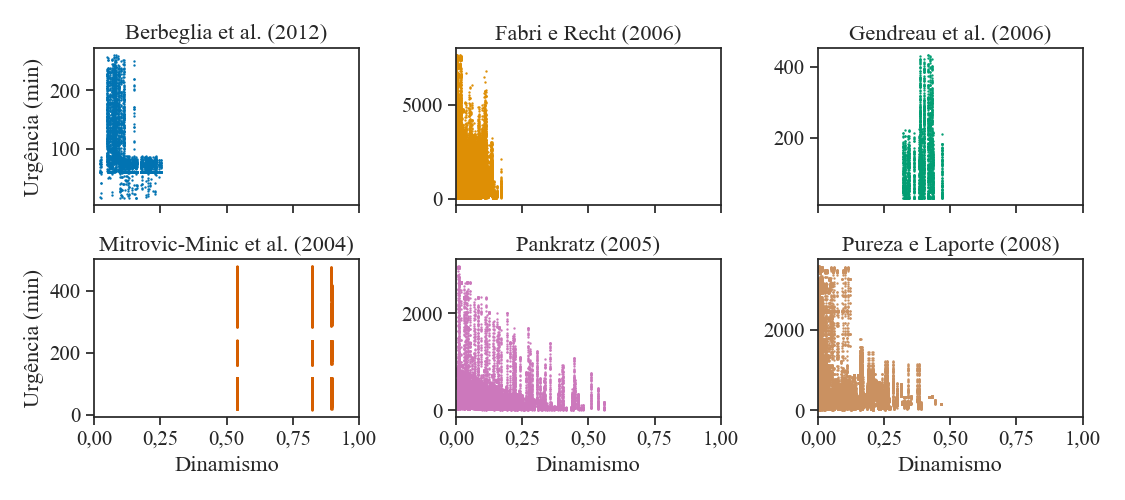 Berbeglia et al. (2012)
Fabri e Recht (2006)
Gendreau et al. (2006)
Urgência (min)
200
100
5000
0
400
200
Mitrovic-Minic et al. (2004)
Pankratz (2005)
Pureza e Laporte (2008)
Urgência (min)
400
200
0
2000
0
2000
0
0,00 0,25 0,50 0,75 1,00
0,00 0,25 0,50 0,75 1,00
0,00 0,25 0,50 0,75 1,00
Dinamismo
Dinamismo
Dinamismo